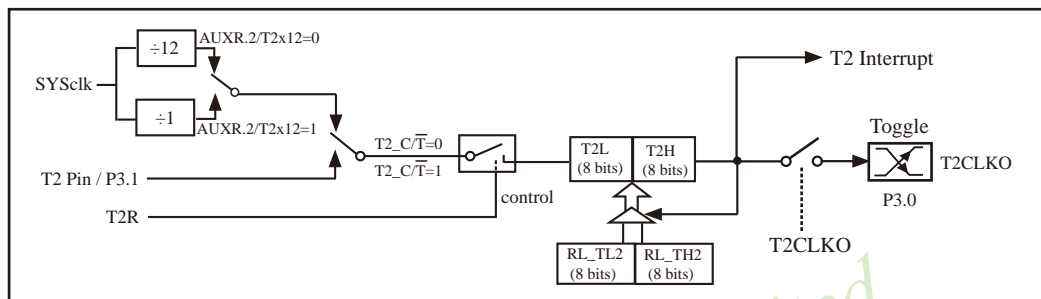 ÷12
AUXR.2/T2x12=0
SYSclk
÷1
AUXR.2/T2x12=1
T2 Pin / P3.1
T2R
T2_C/T̅=0
T2_C/T̅=1
control
T2L
(8 bits)
T2H
(8 bits)
RL_TL2
(8 bits)
RL_TH2
(8 bits)
T2 Interrupt
Toggle
T2CLKO
P3.0
T2CLKO